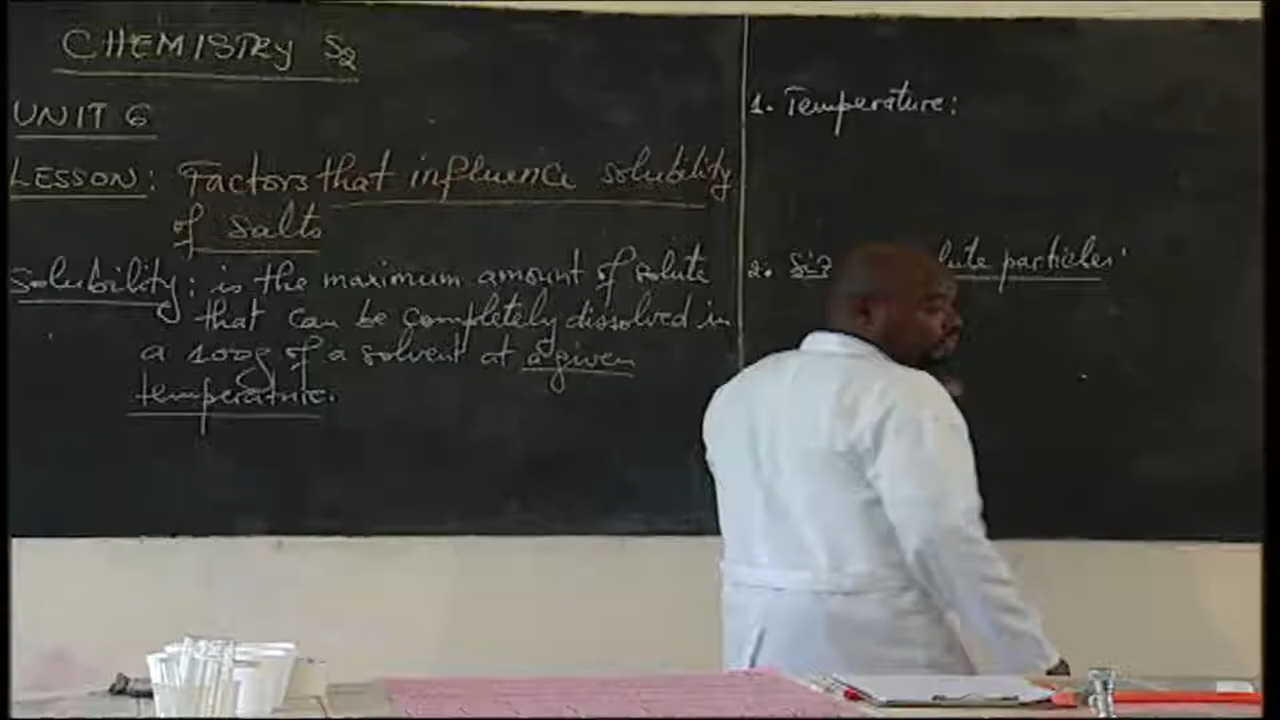 CHEMISTRY S2
UNIT 6
LESSON: Factors that influence solubility
of salts
Solubility: is the maximum amount of solute
that can be completely dissolved in
a 100g of a solvent at a given
temperature.
1. Temperature:
2. particles